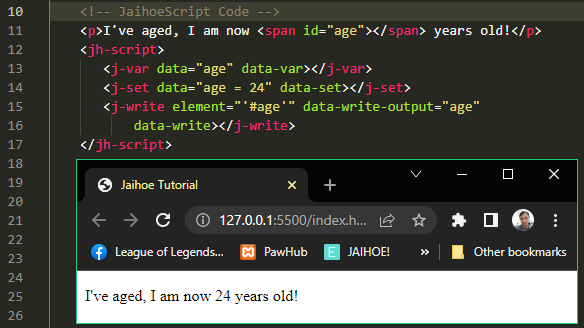 10 <!-- JaihoeScript Code -->
11 <p>I've aged, I am now <span id="age"></span> years old!</p>
12 <jh-script>
13 <j-var data="age" data-var></j-var>
14 <j-set data="age = 24" data-set></j-set>
15 <j-write element="'#age'" data-write-output="age"
16 data-write></j-write>
17 </jh-script>
18
19 Jaihoe Tutorial
20
21 127.0.0.1:5500/index.h...
22
23 League of Legends... PawHub JAIHOE! » Other bookmarks
24
25 I've aged, I am now 24 years old!
26